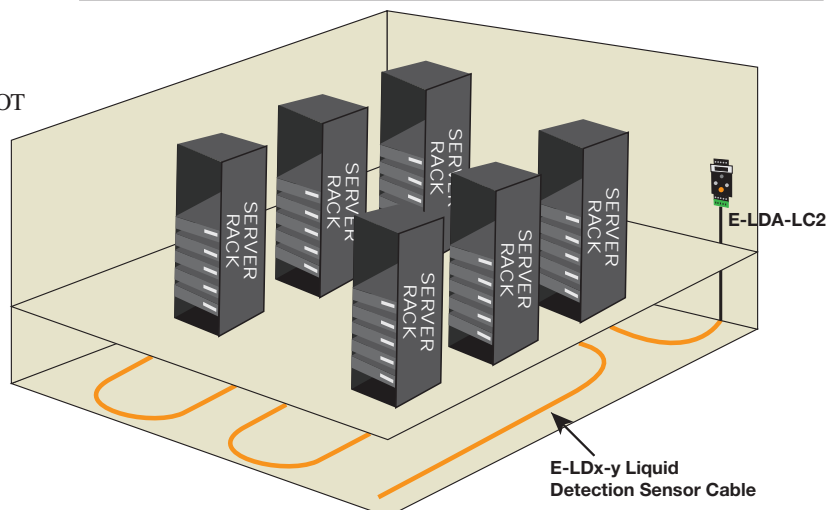 OT
SERVER
RACK
SERVER
RACK
SERVER
RACK
SERVER
RACK
SERVER
RACK
SERVER
RACK
E-LDA-LC2
E-LDx-y Liquid
Detection Sensor Cable